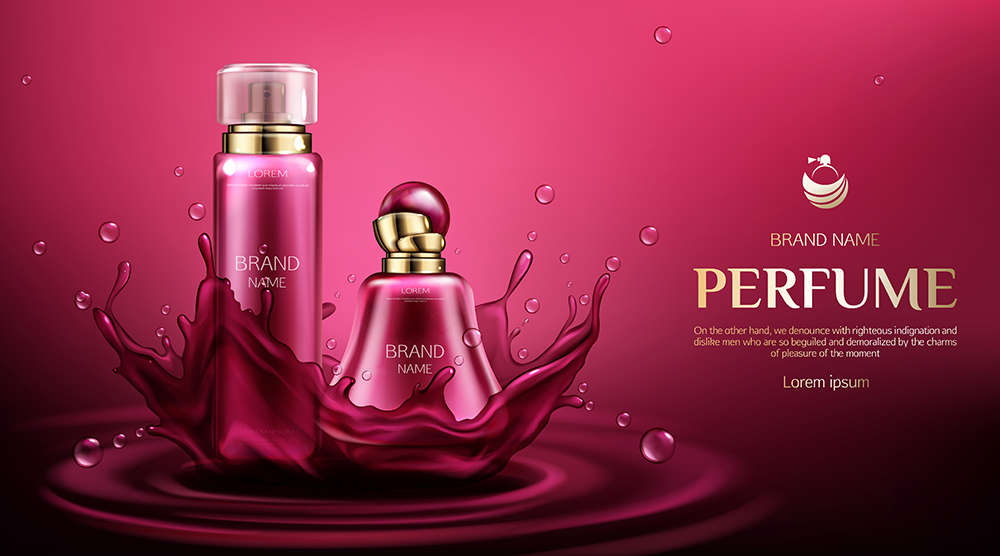 LOREM
BRAND
NAME
LOREM
BRAND
NAME
BRAND NAME
PERFUME
On the other hand, we denounce with righteous indignation and
dislike men who are so beguiled and demoralized by the charms
of pleasure of the moment
Lorem ipsum